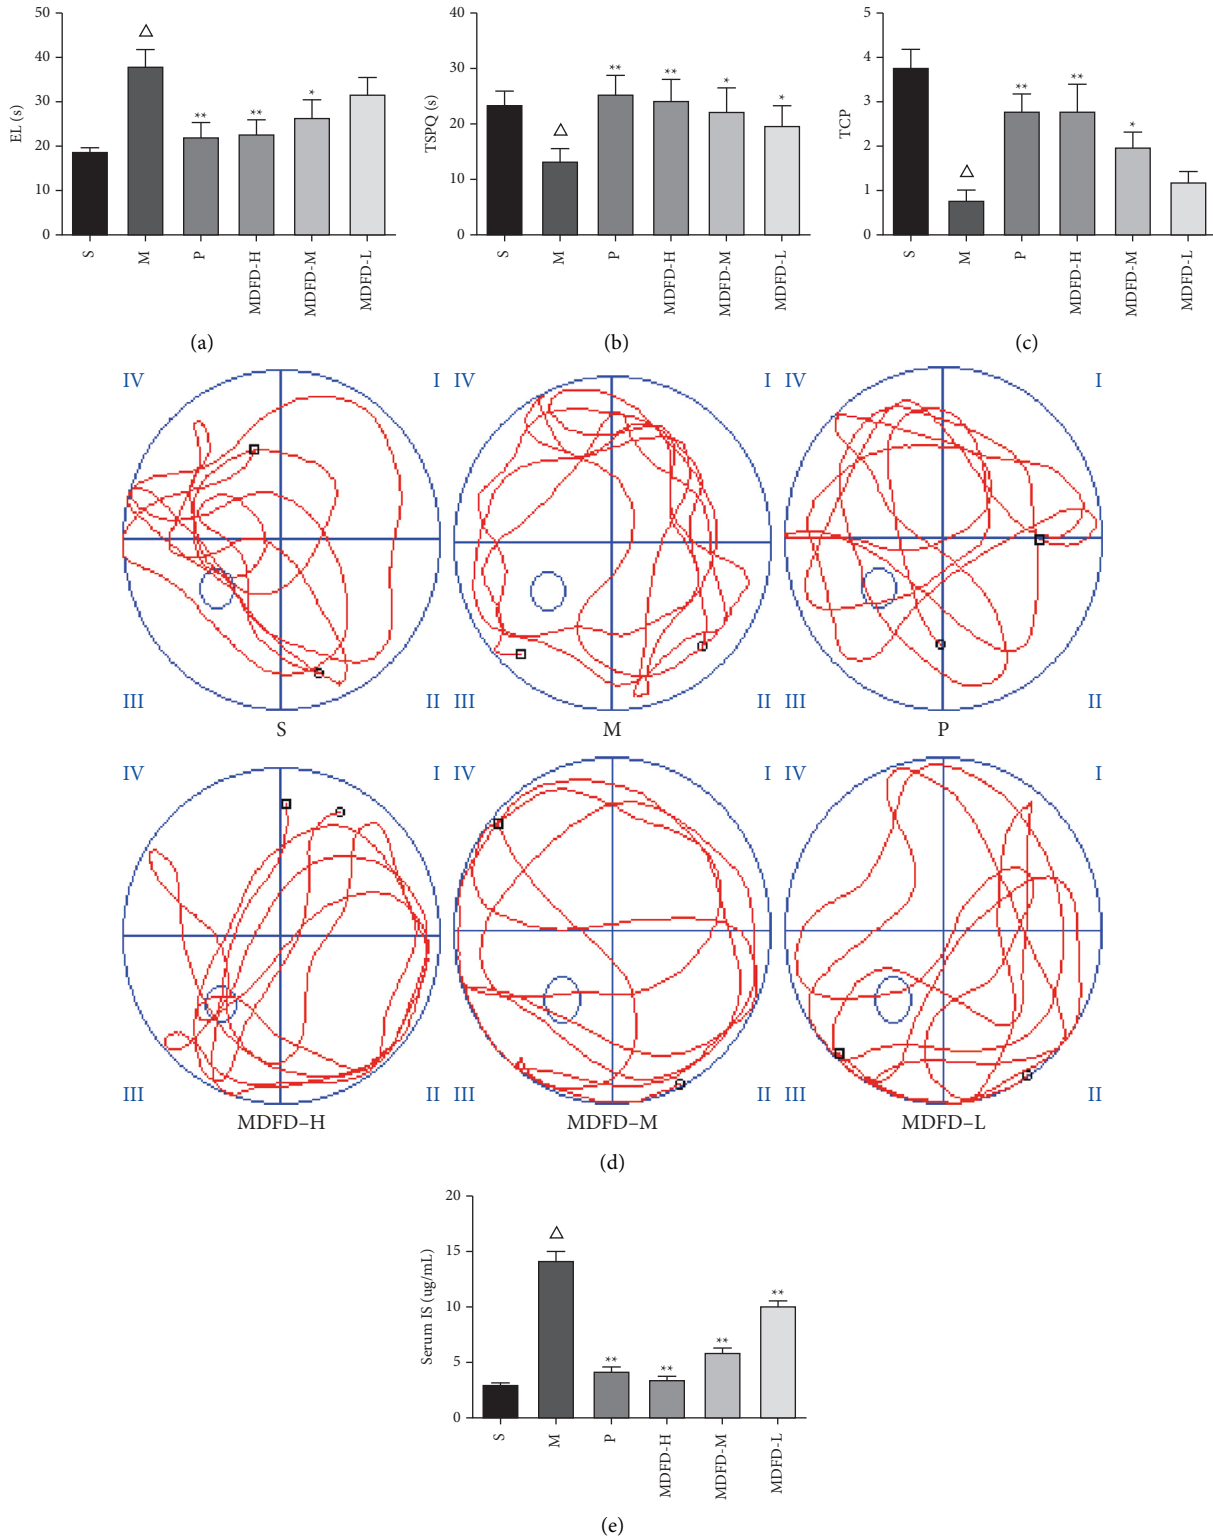 EL (s)
50
40
30
20
10
0
△
**
**
*
S
M
P
MDFD-H
MDFD-M
MDFD-L
(a)
TSPQ (s)
40
30
20
10
0
△
**
**
*
*
S
M
P
MDFD-H
MDFD-M
MDFD-L
(b)
TCP
5
4
3
2
1
0
△
**
**
*
S
M
P
MDFD-H
MDFD-M
MDFD-L
(c)
IV I
III II
S
IV I
III II
M
IV I
III II
P
IV I
III II
MDFD–H
IV I
III II
MDFD–M
IV I
III II
MDFD–L
(d)
Serum IS (ug/mL)
20
15
10
5
0
△
**
**
**
**
S
M
P
MDFD-H
MDFD-M
MDFD-L
(e)